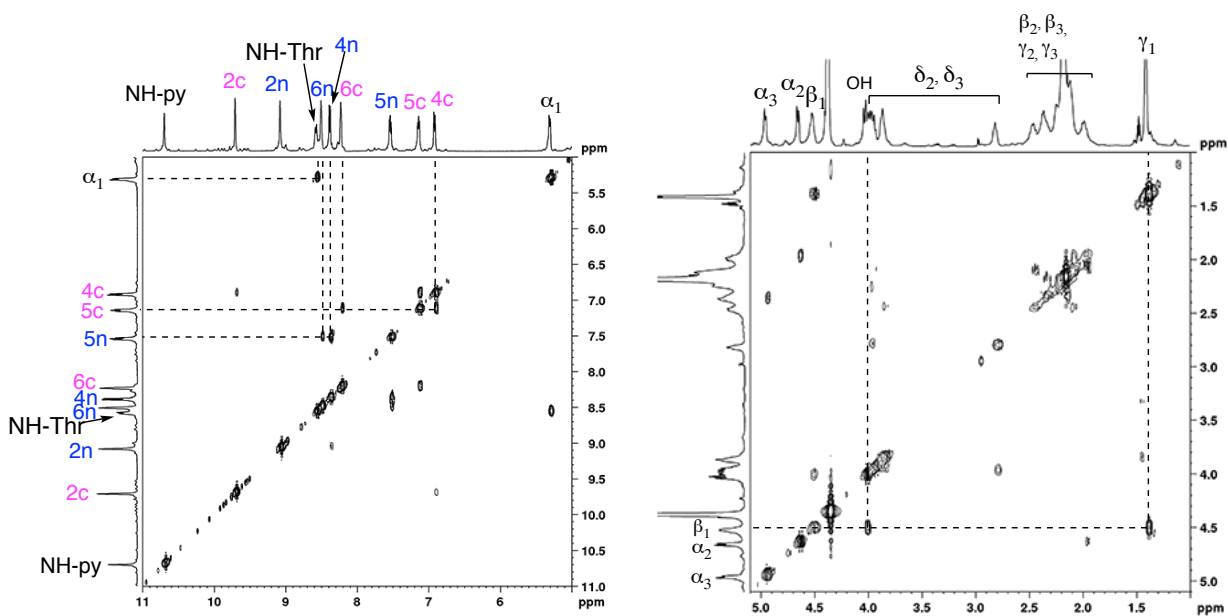 NH-py
2c
2n
NH-Thr
6n
4n
6c
5n
5c
4c
α₁
ppm
α₁
4c
5c
5n
6c
4n
6n
NH-Thr
2n
2c
NH-py
5.5
6.0
6.5
7.0
7.5
8.0
8.5
9.0
9.5
10.0
10.5
11.0
11 10 9 8 7 6 ppm
α₃
α₂
β₁
OH
δ₂, δ₃
β₂, β₃,
γ₂, γ₃
γ₁
ppm
1.5
2.0
2.5
3.0
3.5
4.0
4.5
5.0
β₁
α₂
α₃
5.0 4.5 4.0 3.5 3.0 2.5 2.0 1.5 ppm